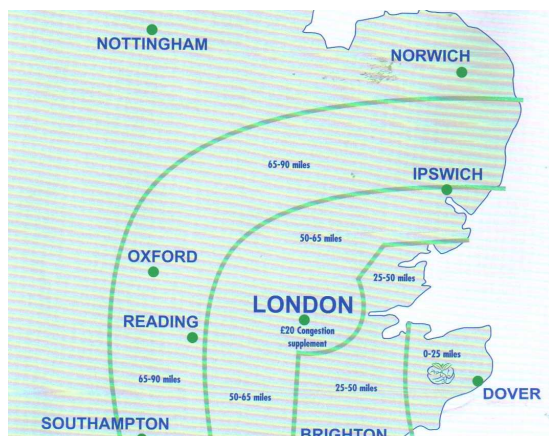 NOTTINGHAM
NORWICH
65-90 miles
IPSWICH
50-65 miles
OXFORD
25-50 miles
LONDON
READING
£20 Congestion
supplement
0-25 miles
65-90 miles
25-50 miles
50-65 miles
DOVER
SOUTHAMPTON
BRIGHTON